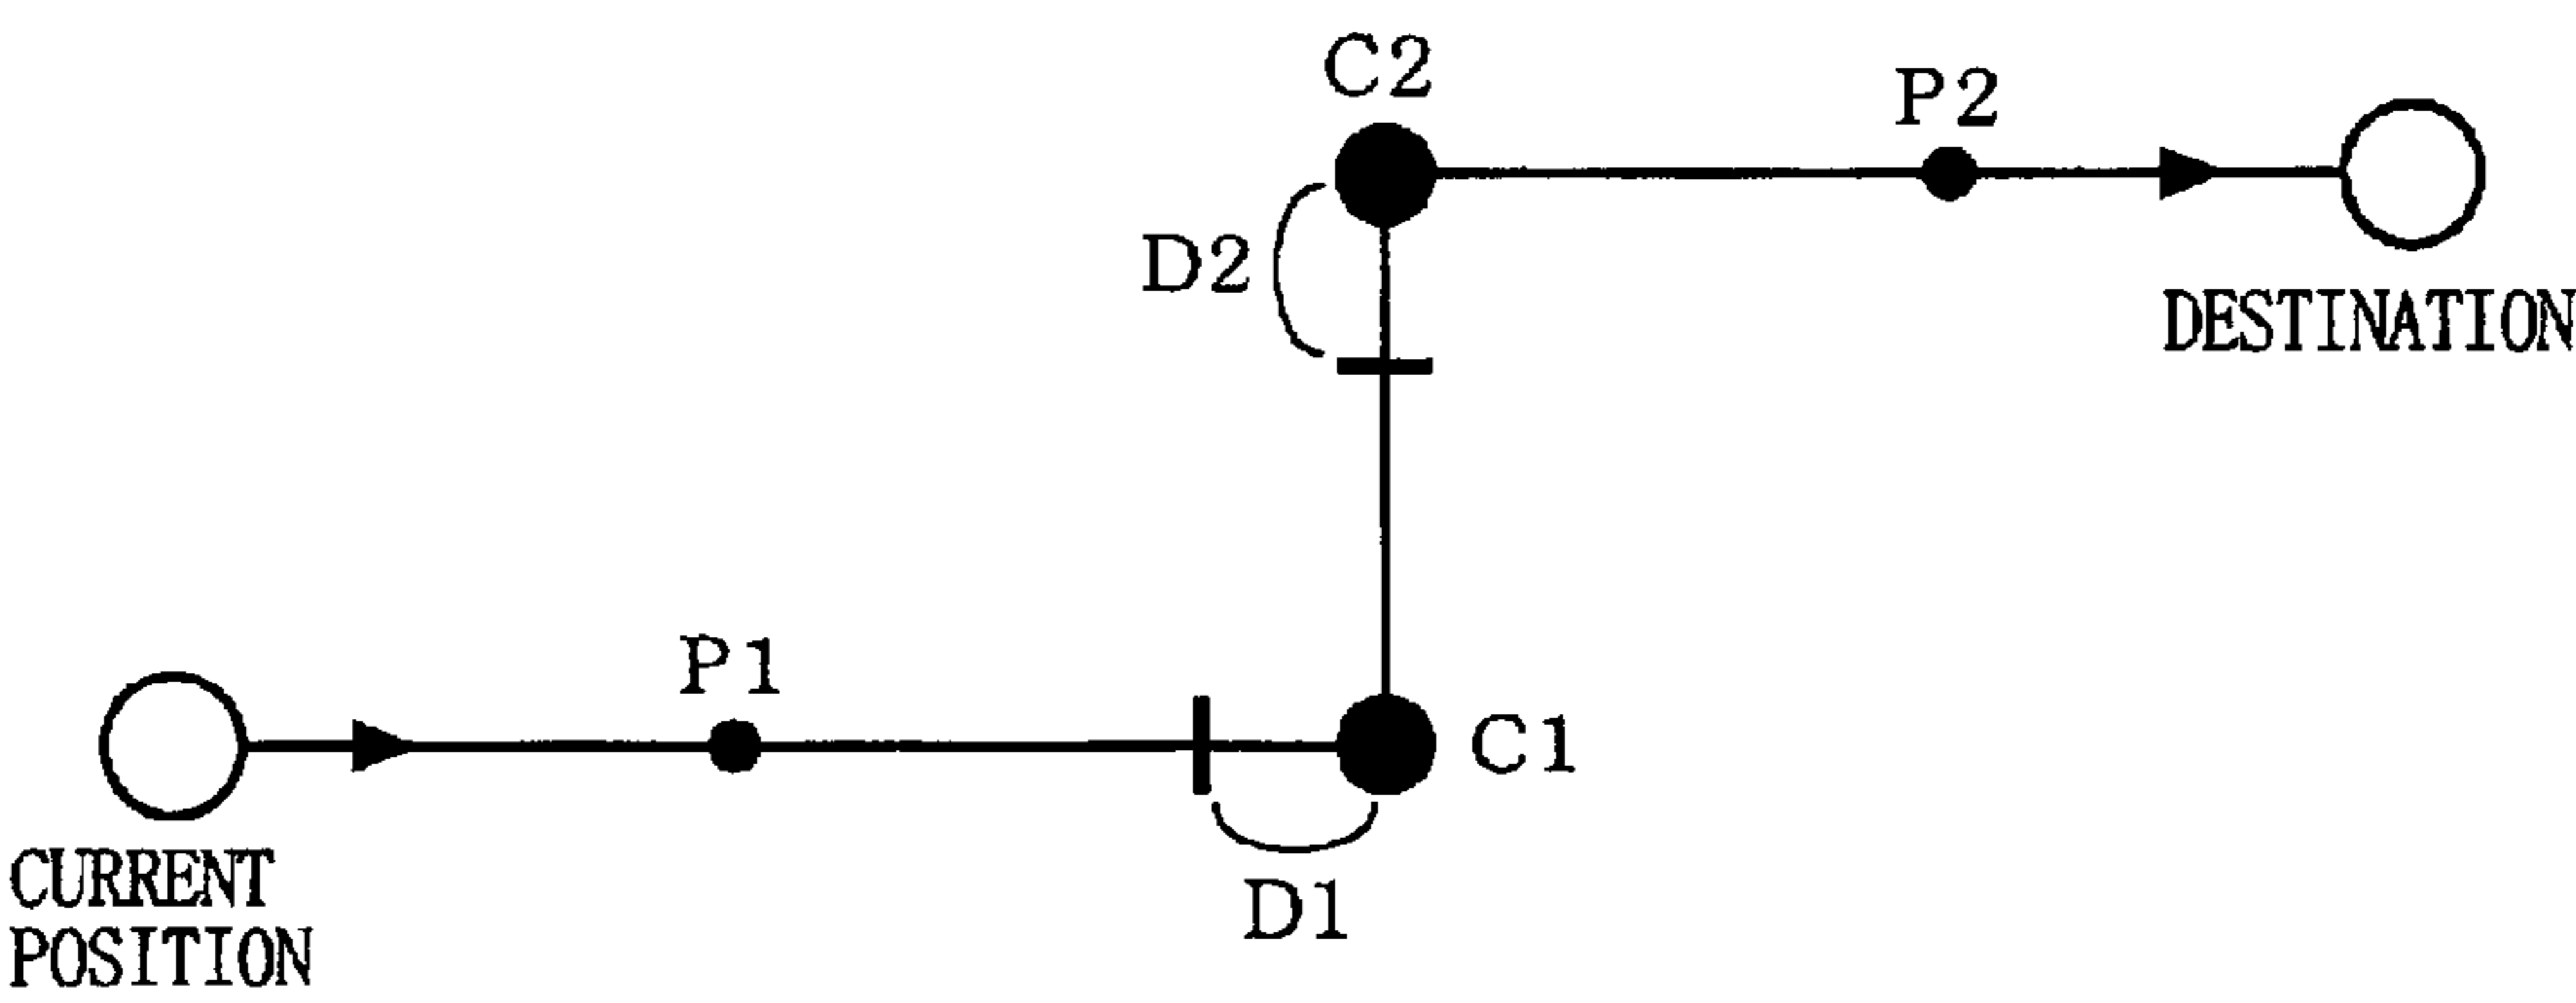 C2
P2
D2
DESTINATION
P1
C1
D1
CURRENT
POSITION